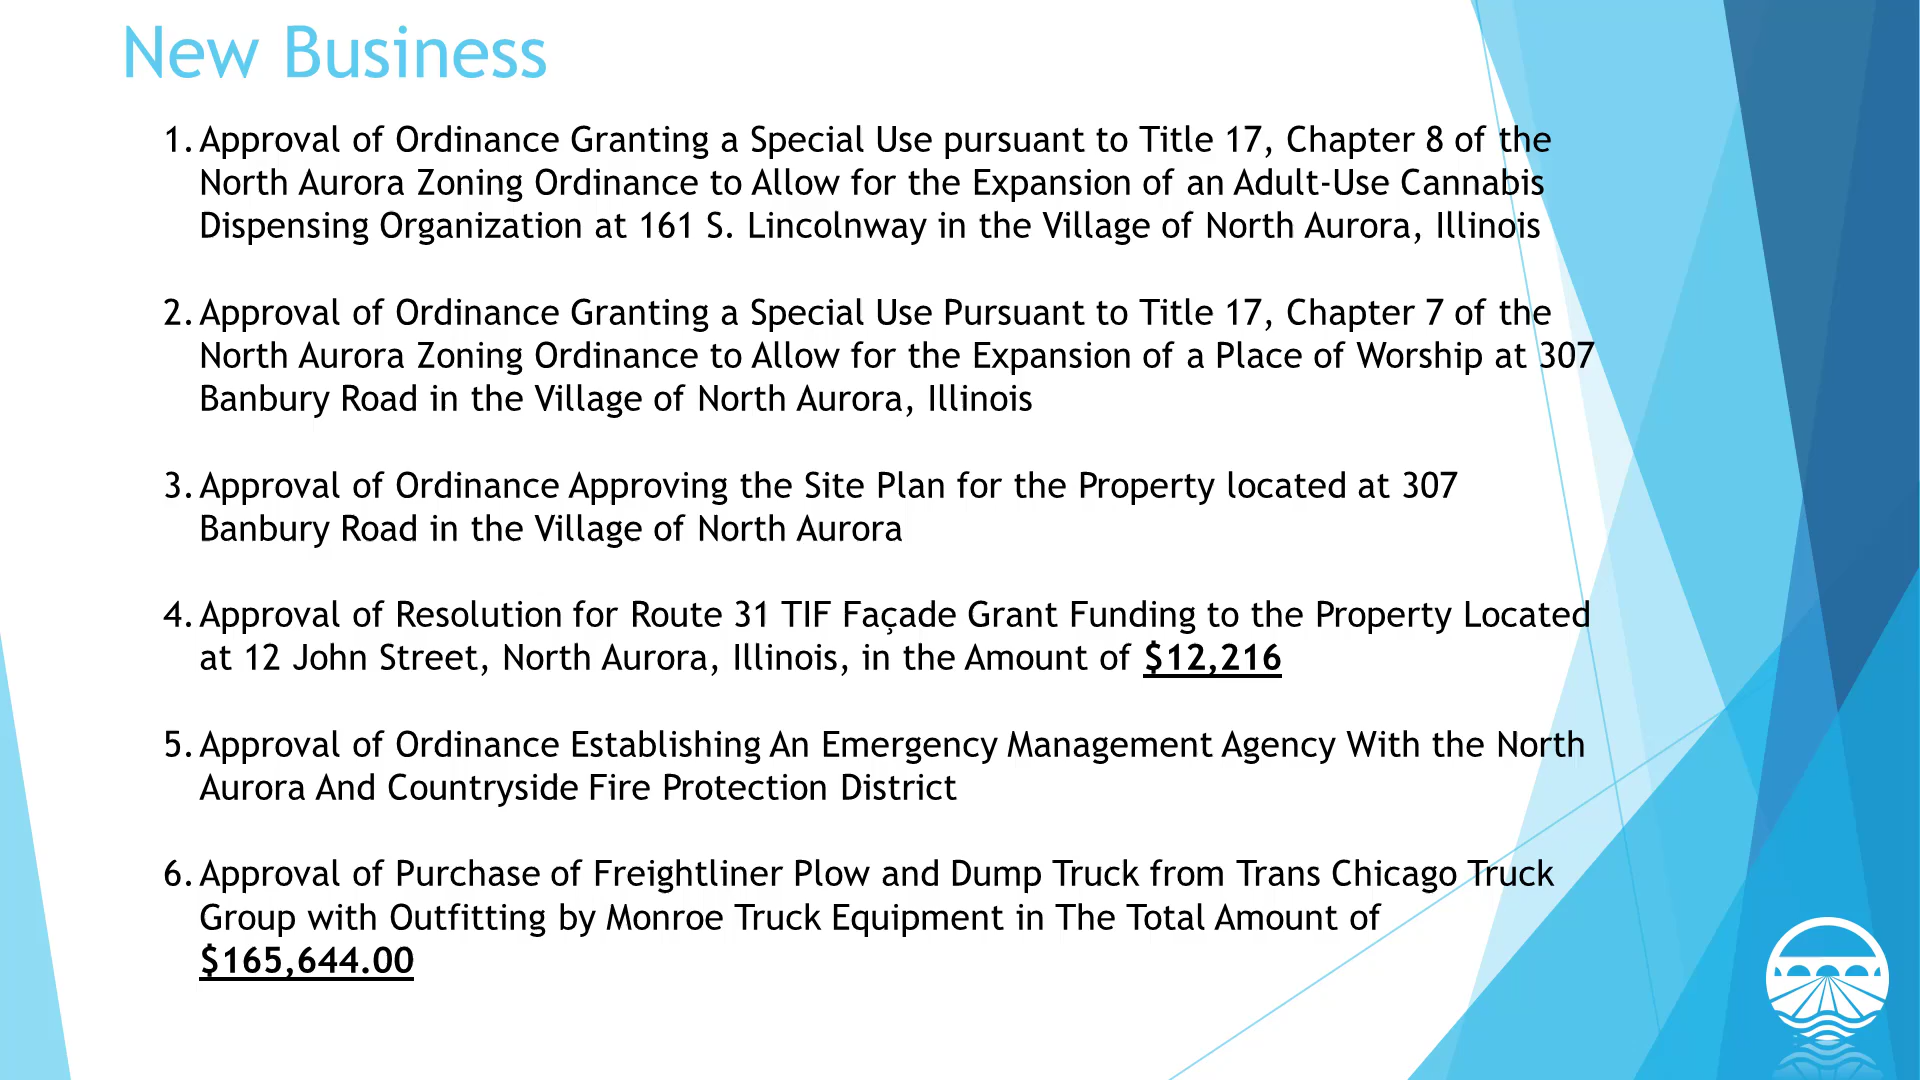 New Business
1. Approval of Ordinance Granting a Special Use pursuant to Title 17, Chapter 8 of the
North Aurora Zoning Ordinance to Allow for the Expansion of an Adult-Use Cannabis
Dispensing Organization at 161 S. Lincolnway in the Village of North Aurora, Illinois
2. Approval of Ordinance Granting a Special Use Pursuant to Title 17, Chapter 7 of the
North Aurora Zoning Ordinance to Allow for the Expansion of a Place of Worship at 307
Banbury Road in the Village of North Aurora, Illinois
3. Approval of Ordinance Approving the Site Plan for the Property located at 307
Banbury Road in the Village of North Aurora
4. Approval of Resolution for Route 31 TIF Façade Grant Funding to the Property Located
at 12 John Street, North Aurora, Illinois, in the Amount of $12,216
5. Approval of Ordinance Establishing An Emergency Management Agency With the North
Aurora And Countryside Fire Protection District
6. Approval of Purchase of Freightliner Plow and Dump Truck from Trans Chicago Truck
Group with Outfitting by Monroe Truck Equipment in The Total Amount of
$165,644.00